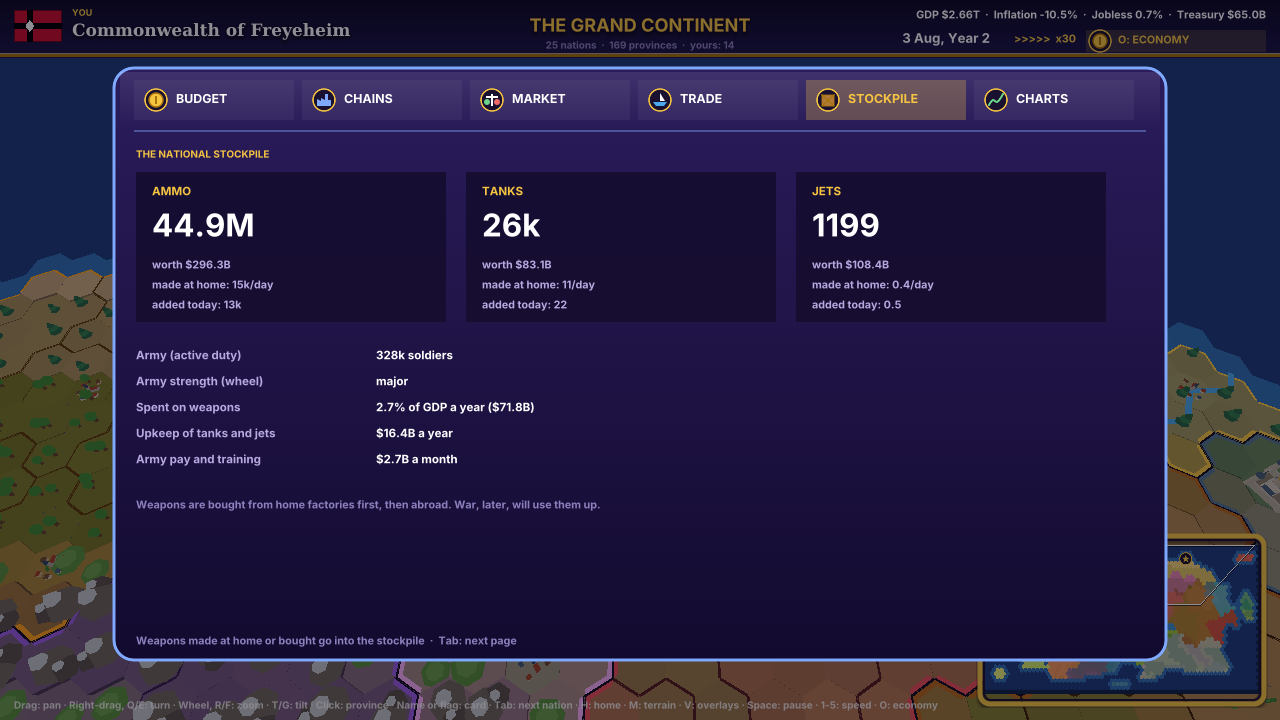 YOU
Commonwealth of Freyeheim
THE GRAND CONTINENT
25 nations · 169 provinces · yours: 14
GDP $2.66T · Inflation -10.5% · Jobless 0.7% · Treasury $65.0B
3 Aug, Year 2 >>>>> x30 O: ECONOMY
BUDGET CHAINS MARKET TRADE STOCKPILE CHARTS
THE NATIONAL STOCKPILE
AMMO
44.9M
worth $296.3B
made at home: 15k/day
added today: 13k
TANKS
26k
worth $83.1B
made at home: 11/day
added today: 22
JETS
1199
worth $108.4B
made at home: 0.4/day
added today: 0.5
Army (active duty) 328k soldiers
Army strength (wheel) major
Spent on weapons 2.7% of GDP a year ($71.8B)
Upkeep of tanks and jets $16.4B a year
Army pay and training $2.7B a month
Weapons are bought from home factories first, then abroad. War, later, will use them up.
Weapons made at home or bought go into the stockpile · Tab: next page
Drag: pan · Right-drag, Q/E: turn · Wheel, R/F: zoom · T/G: tilt · Click: province · Name or flag: card · Tab: next nation · H: home · M: terrain · V: overlays · Space: pause · 1-5: speed · O: economy